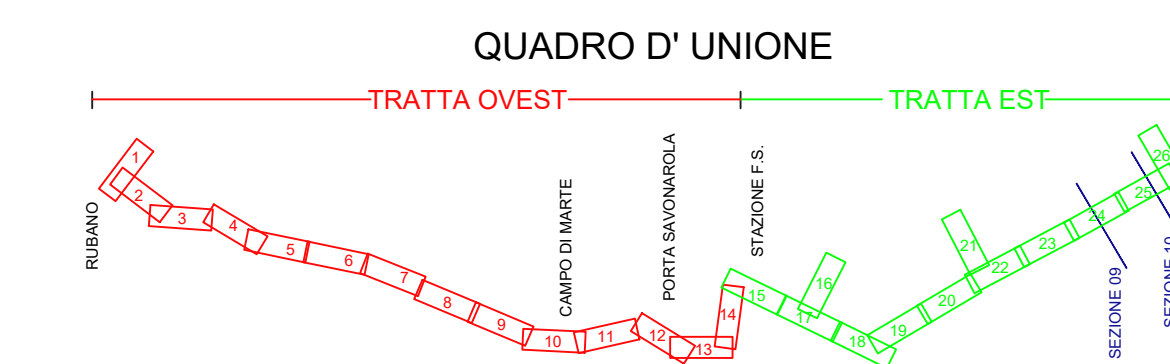 QUADRO D' UNIONE
TRATTA OVEST
TRATTA EST
RUBANO
CAMPO DI MARTE
PORTA SAVONAROLA
STAZIONE F.S.
1
2
3
4
5
6
7
8
9
10
11
12
13
14
15
16
17
18
19
20
21
22
23
24
25
26
SEZIONE 09
SEZIONE 10